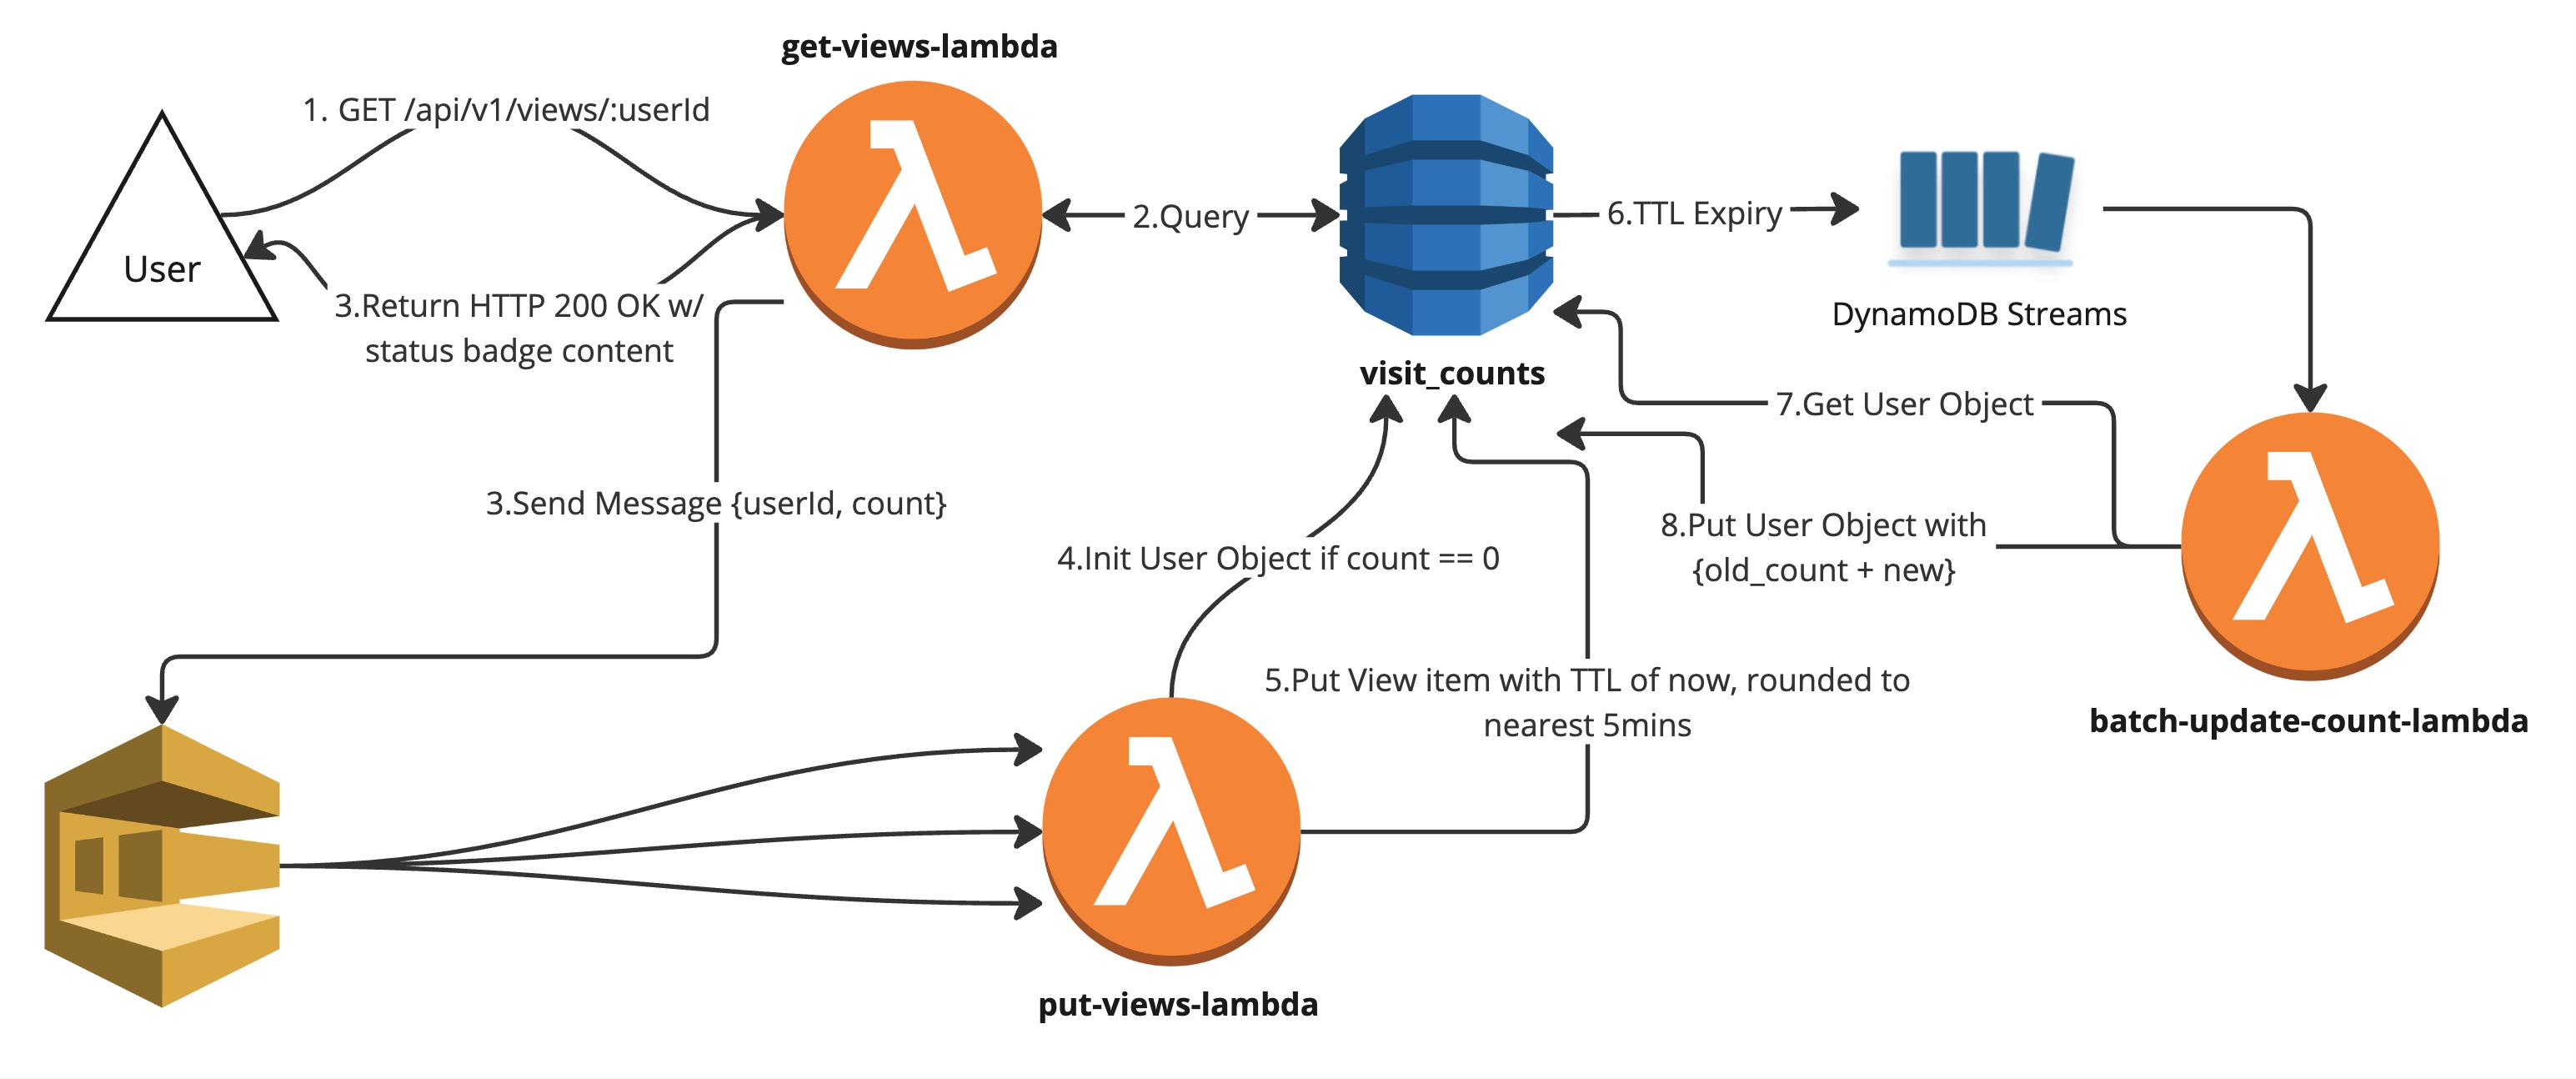 get-views-lambda
1. GET /api/v1/views/:userId
User
2.Query
6.TTL Expiry
3.Return HTTP 200 OK w/
status badge content
DynamoDB Streams
visit_counts
7.Get User Object
3.Send Message {userId, count}
8.Put User Object with
{old_count + new}
4.Init User Object if count == 0
5.Put View item with TTL of now, rounded to
nearest 5mins
batch-update-count-lambda
put-views-lambda